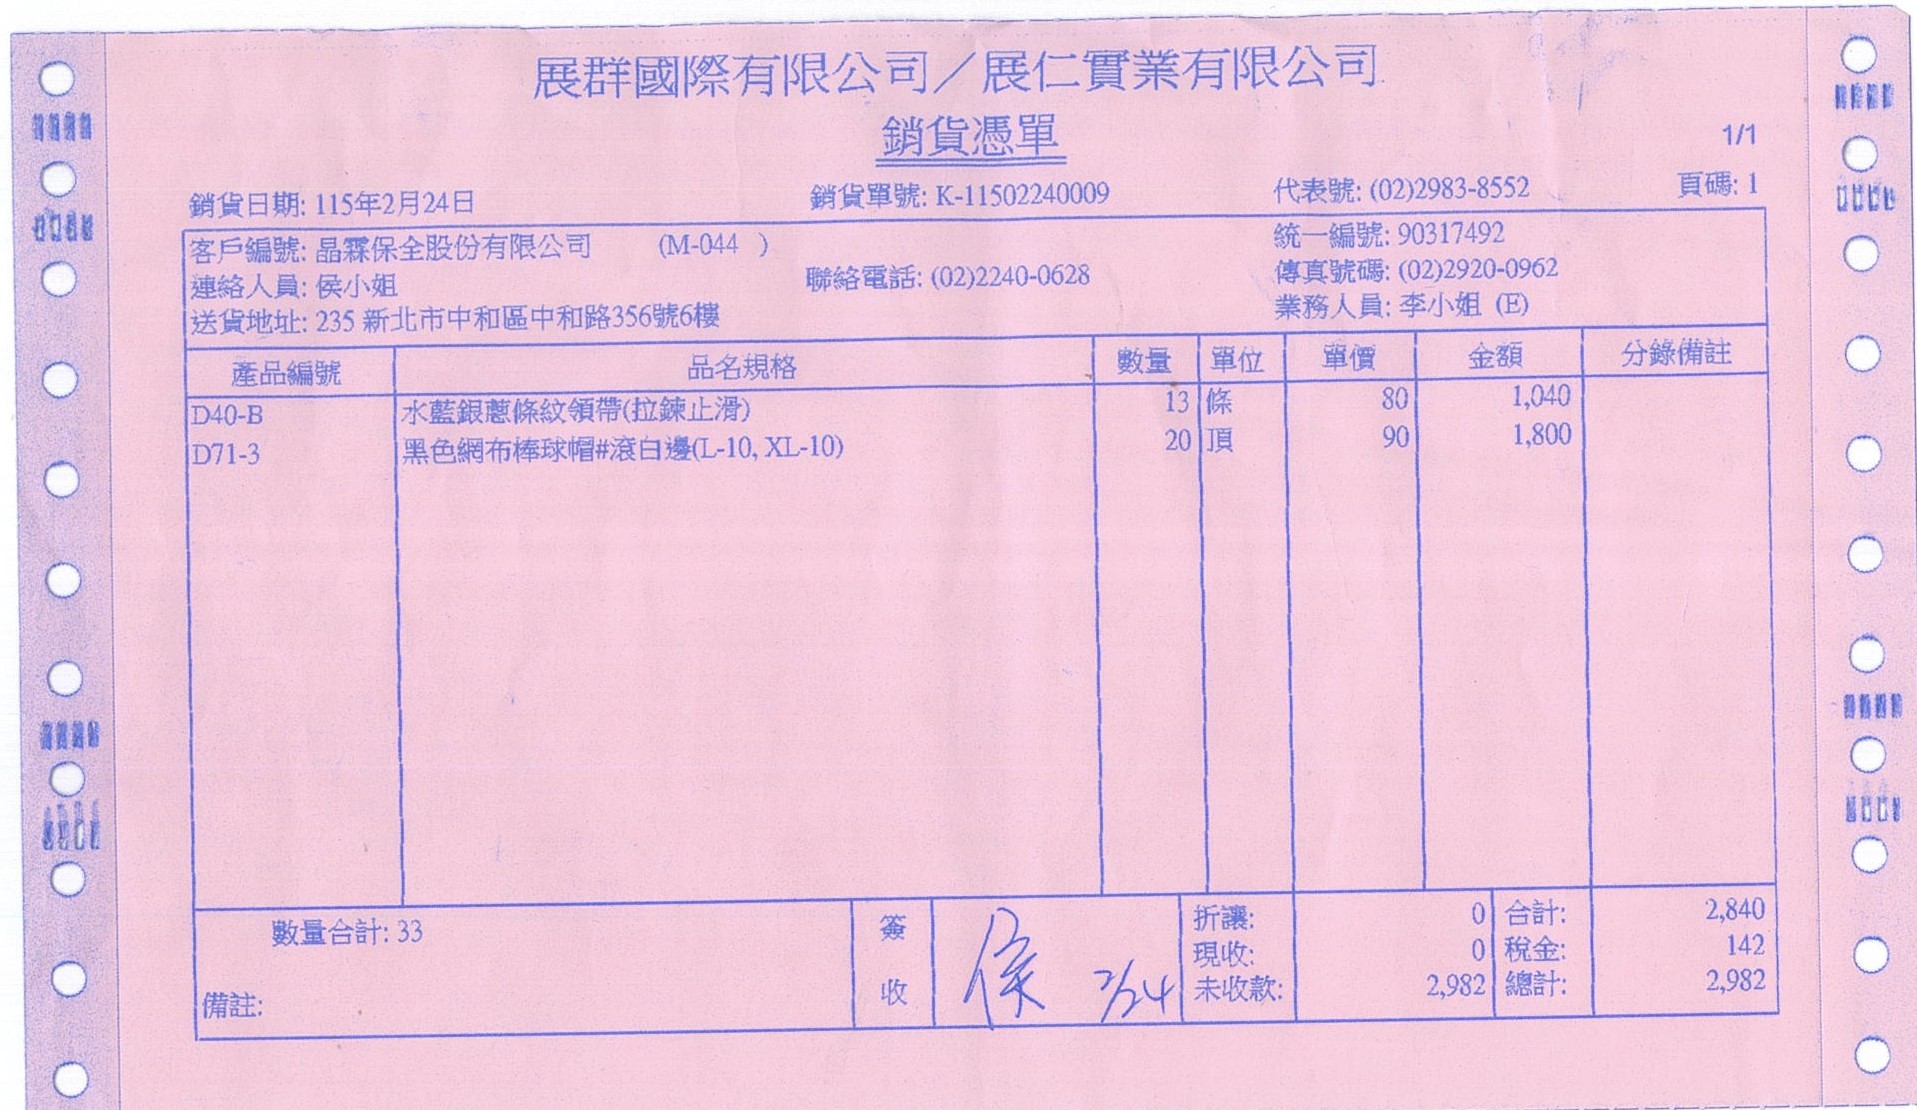 展群國際有限公司／展仁實業有限公司
銷貨憑單
1/1
銷貨日期: 115年2月24日 銷貨單號: K-11502240009 代表號: (02)2983-8552 頁碼: 1
客戶編號: 晶霖保全股份有限公司 (M-044 ) 統一編號: 90317492
連絡人員: 侯小姐 聯絡電話: (02)2240-0628 傳真號碼: (02)2920-0962
送貨地址: 235 新北市中和區中和路356號6樓 業務人員: 李小姐 (E)
產品編號 品名規格 數量 單位 單價 金額 分錄備註
D40-B 水藍銀蔥條紋領帶(拉鍊止滑) 13 條 80 1,040
D71-3 黑色網布棒球帽#滾白邊(L-10, XL-10) 20 頂 90 1,800
數量合計: 33 簽 折讓: 0 合計: 2,840
現收: 0 稅金: 142
備註: 收 侯 2/24 未收款: 2,982 總計: 2,982